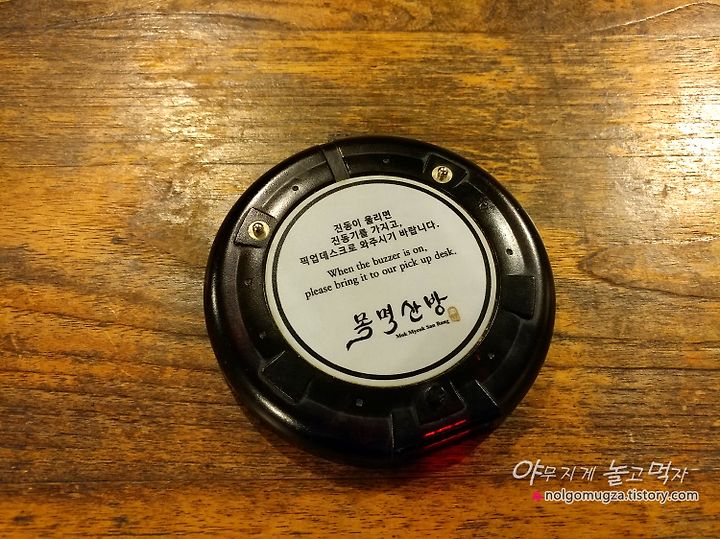 진동이 울리면
진동기를 가지고,
픽업데스크로 와주시기 바랍니다.
When the buzzer is on,
please bring it to our pick up desk.
목멱산방
Mok Myeok San Bang
야무지게 놀고먹자
nolgomugza.tistory.com